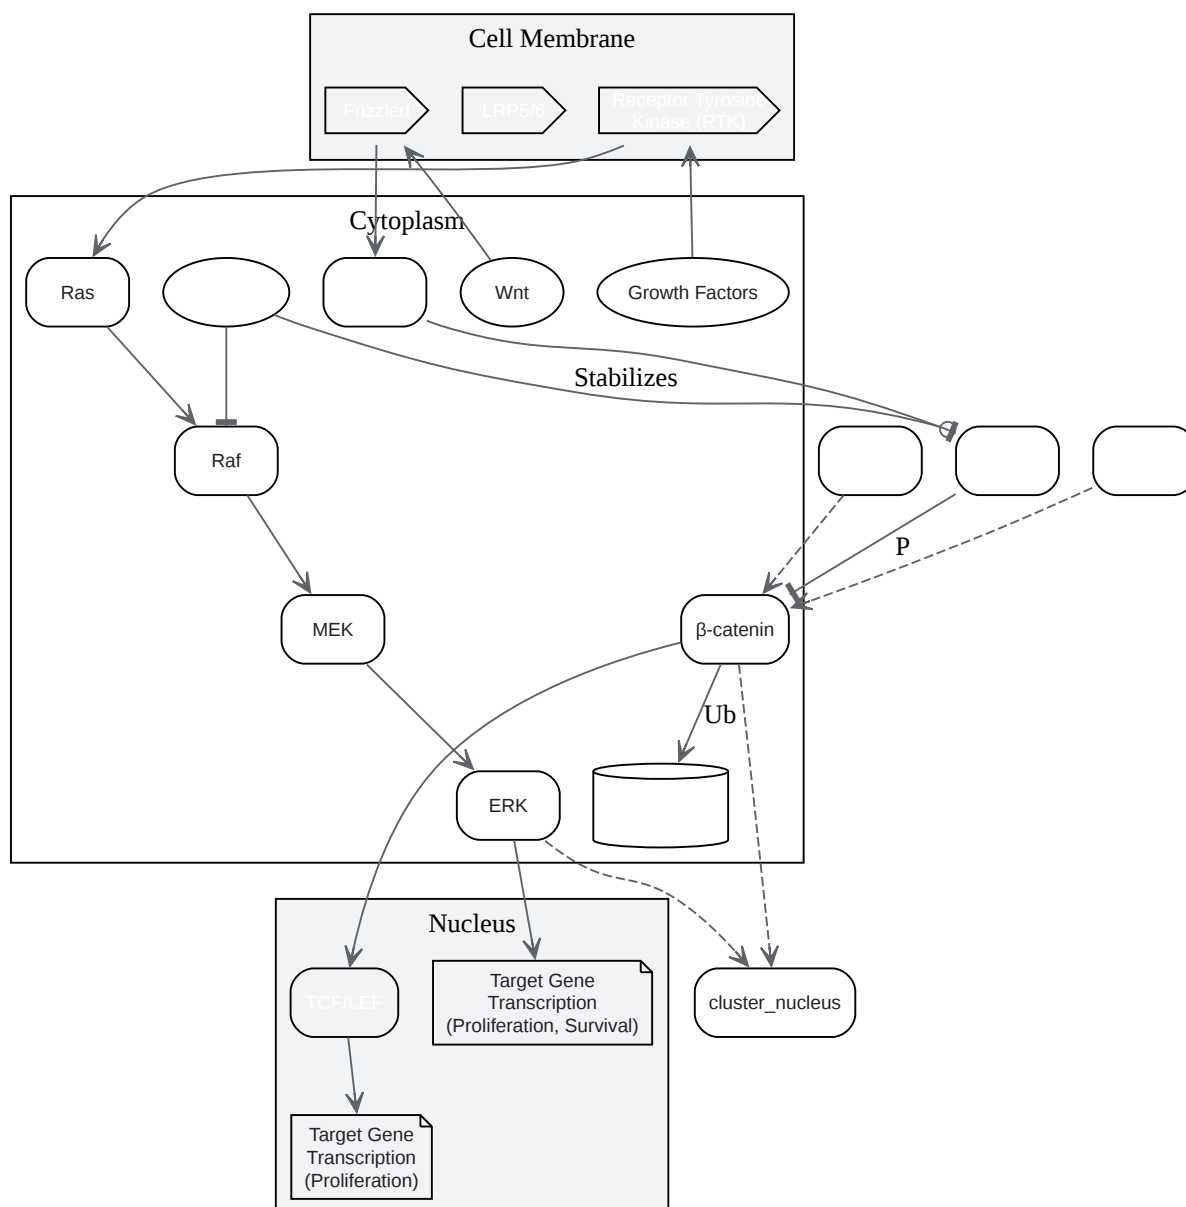 Cell Membrane
Frizzled
LRP5/6
Receptor Tyrosine
Kinase (RTK)
Cytoplasm
Ras
Wnt
Growth Factors
Stabilizes
Raf
P
MEK
β-catenin
Ub
ERK
Nucleus
TCF/LEF
Target Gene
Transcription
(Proliferation, Survival)
cluster_nucleus
Target Gene
Transcription
(Proliferation)